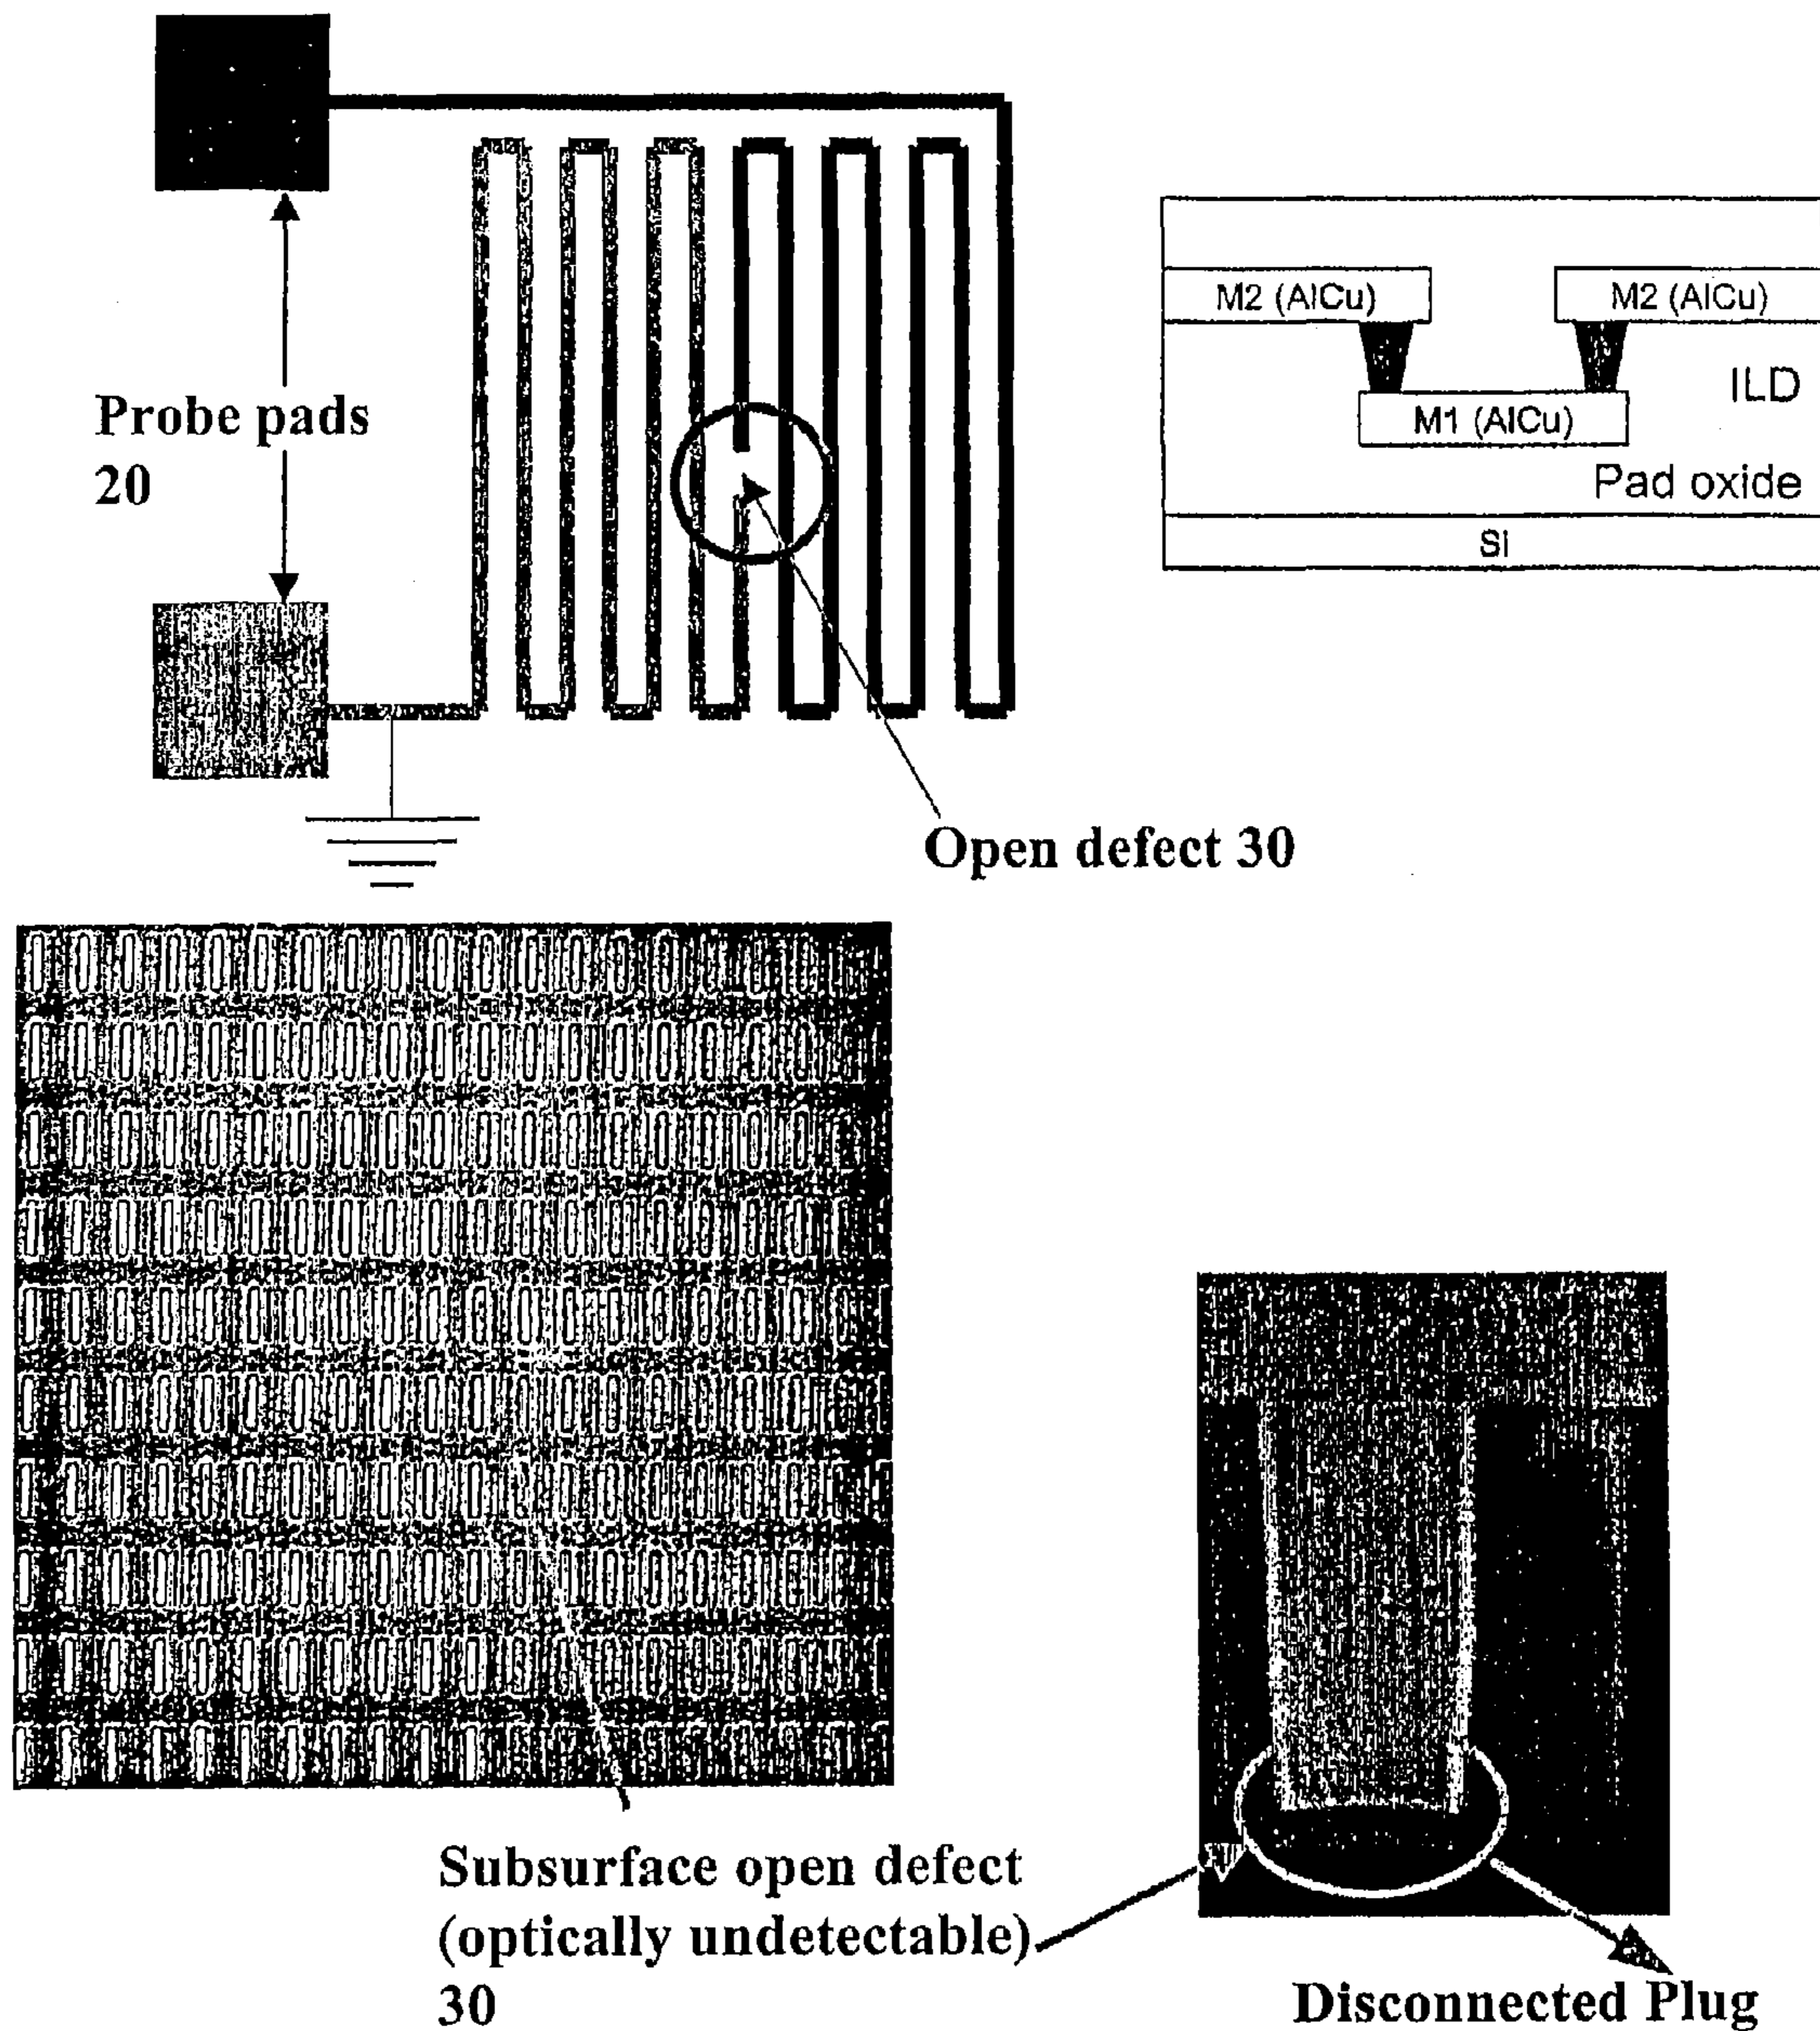 Probe pads
20
M2 (AlCu)
M2 (AlCu)
ILD
M1 (AlCu)
Pad oxide
Si
Open defect 30
Subsurface open defect
(optically undetectable)
30
Disconnected Plug